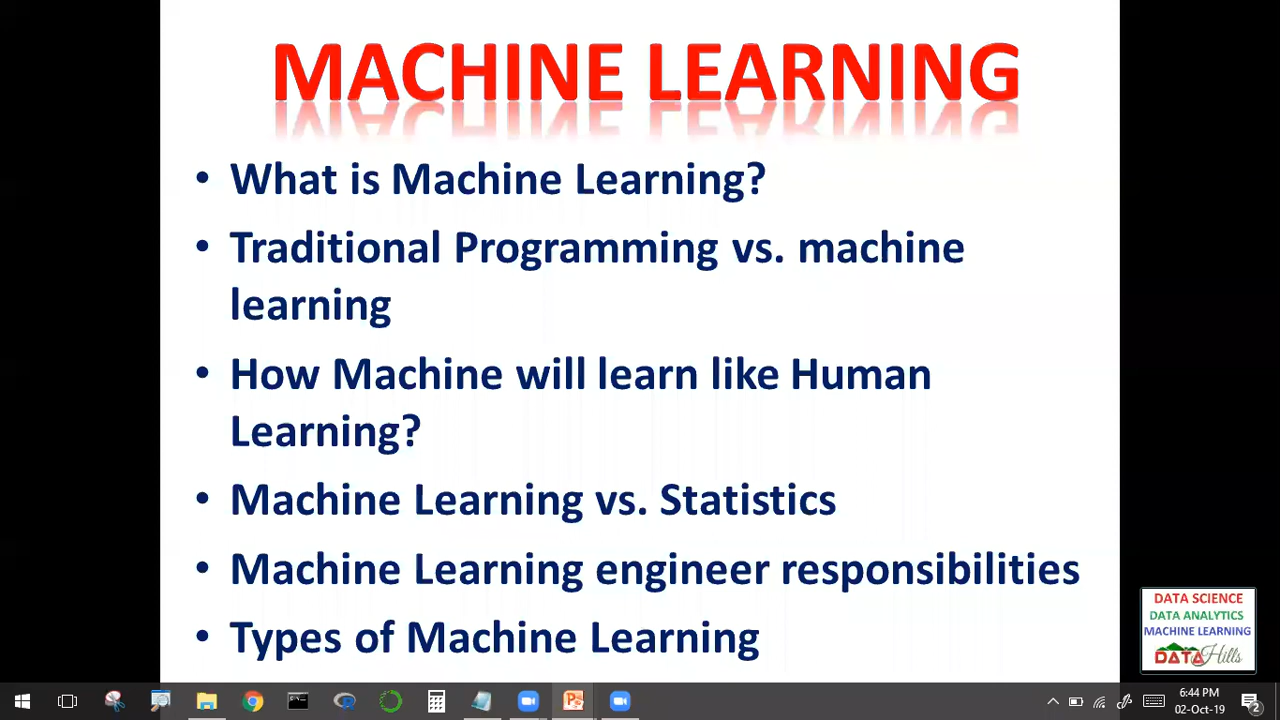 MACHINE LEARNING
• What is Machine Learning?
• Traditional Programming vs. machine
learning
• How Machine will learn like Human
Learning?
• Machine Learning vs. Statistics
• Machine Learning engineer responsibilities
• Types of Machine Learning
DATA SCIENCE
DATA ANALYTICS
MACHINE LEARNING
DATA Hills
6:44 PM
02-Oct-19
2